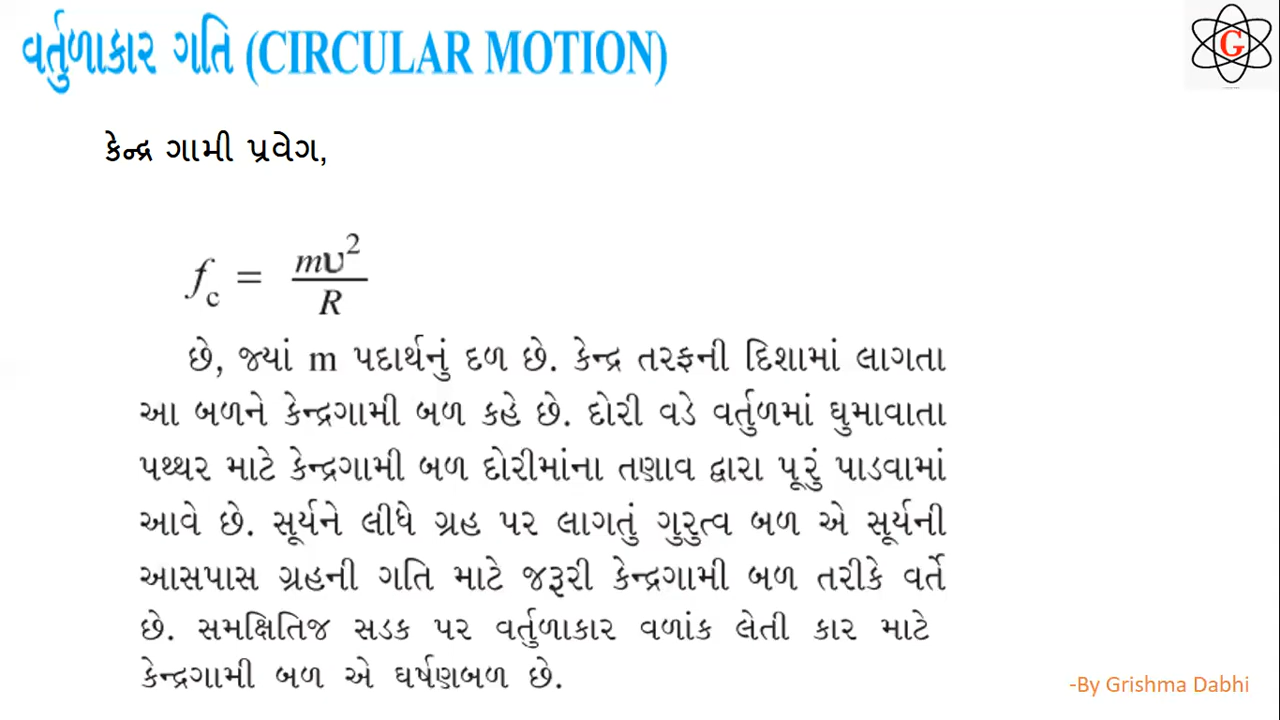 વર્તુળાકાર ગતિ (CIRCULAR MOTION)
G
કેન્દ્ર ગામી પ્રવેગ,
f_c = mυ²/R
છે, જ્યાં m પદાર્થનું દળ છે. કેન્દ્ર તરફની દિશામાં લાગતા
આ બળને કેન્દ્રગામી બળ કહે છે. દોરી વડે વર્તુળમાં ઘુમાવાતા
પથ્થર માટે કેન્દ્રગામી બળ દોરીમાંના તણાવ દ્વારા પૂરું પાડવામાં
આવે છે. સૂર્યને લીધે ગ્રહ પર લાગતું ગુરુત્વ બળ એ સૂર્યની
આસપાસ ગ્રહની ગતિ માટે જરૂરી કેન્દ્રગામી બળ તરીકે વર્તે
છે. સમક્ષિતિજ સડક પર વર્તુળાકાર વળાંક લેતી કાર માટે
કેન્દ્રગામી બળ એ ઘર્ષણબળ છે.
-By Grishma Dabhi